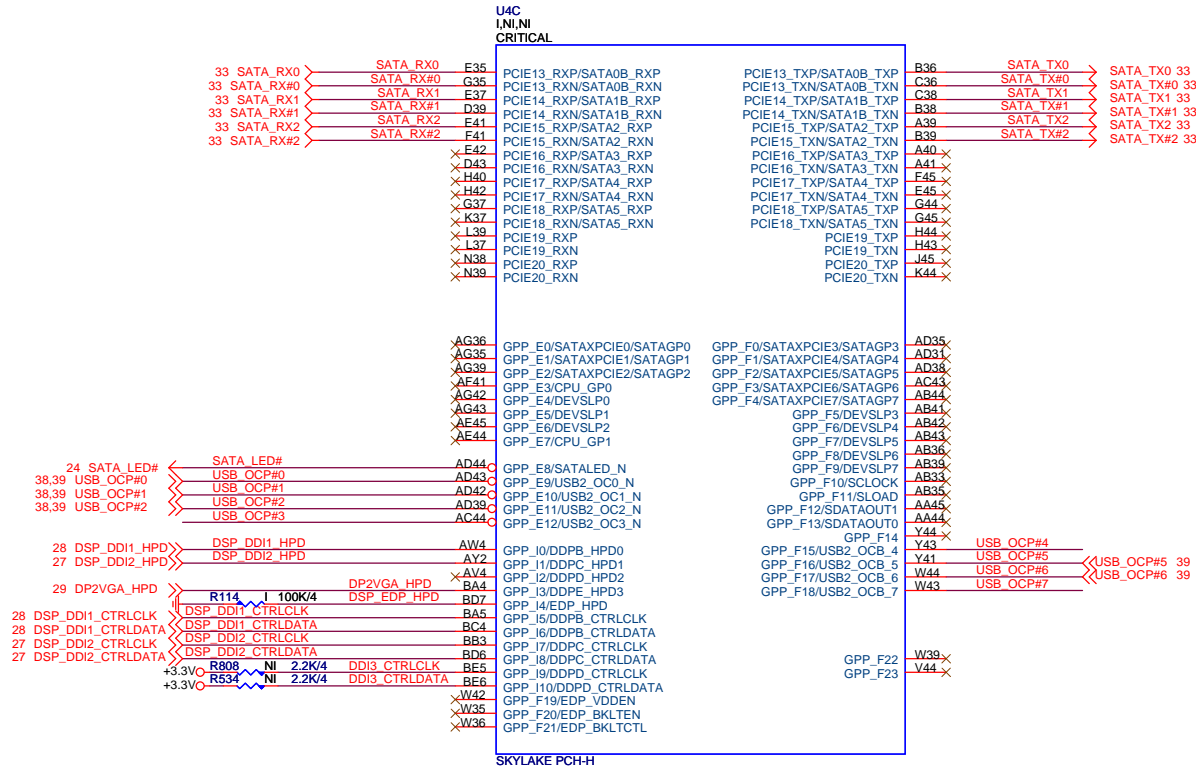 U4C
I,NI,NI
CRITICAL
33 SATA_RX0 SATA_RX0 E35 PCIE13_RXP/SATA0B_RXP PCIE13_TXP/SATA0B_TXP B36 SATA_TX0 SATA_TX0 33
33 SATA_RX#0 SATA_RX#0 G35 PCIE13_RXN/SATA0B_RXN PCIE13_TXN/SATA0B_TXN C36 SATA_TX#0 SATA_TX#0 33
33 SATA_RX1 SATA_RX1 E37 PCIE14_RXP/SATA1B_RXP PCIE14_TXP/SATA1B_TXP C38 SATA_TX1 SATA_TX1 33
33 SATA_RX#1 SATA_RX#1 D39 PCIE14_RXN/SATA1B_RXN PCIE14_TXN/SATA1B_TXN B38 SATA_TX#1 SATA_TX#1 33
33 SATA_RX2 SATA_RX2 E41 PCIE15_RXP/SATA2_RXP PCIE15_TXP/SATA2_TXP A39 SATA_TX2 SATA_TX2 33
33 SATA_RX#2 SATA_RX#2 F41 PCIE15_RXN/SATA2_RXN PCIE15_TXN/SATA2_TXN B39 SATA_TX#2 SATA_TX#2 33
E42 PCIE16_RXP/SATA3_RXP PCIE16_TXP/SATA3_TXP A40
D43 PCIE16_RXN/SATA3_RXN PCIE16_TXN/SATA3_TXN A41
H40 PCIE17_RXP/SATA4_RXP PCIE17_TXP/SATA4_TXP F45
H42 PCIE17_RXN/SATA4_RXN PCIE17_TXN/SATA4_TXN E45
G37 PCIE18_RXP/SATA5_RXP PCIE18_TXP/SATA5_TXP G44
K37 PCIE18_RXN/SATA5_RXN PCIE18_TXN/SATA5_TXN G45
L39 PCIE19_RXP PCIE19_TXP H44
L37 PCIE19_RXN PCIE19_TXN H43
N38 PCIE20_RXP PCIE20_TXP J45
N39 PCIE20_RXN PCIE20_TXN K44
AG36 GPP_E0/SATAXPCIE0/SATAGP0 GPP_F0/SATAXPCIE3/SATAGP3 AD35
AG35 GPP_E1/SATAXPCIE1/SATAGP1 GPP_F1/SATAXPCIE4/SATAGP4 AD31
AG39 GPP_E2/SATAXPCIE2/SATAGP2 GPP_F2/SATAXPCIE5/SATAGP5 AD38
AF41 GPP_E3/CPU_GP0 GPP_F3/SATAXPCIE6/SATAGP6 AC43
AG42 GPP_E4/DEVSLP0 GPP_F4/SATAXPCIE7/SATAGP7 AB44
AG43 GPP_E5/DEVSLP1 GPP_F5/DEVSLP3 AB41
AE45 GPP_E6/DEVSLP2 GPP_F6/DEVSLP4 AB42
AE44 GPP_E7/CPU_GP1 GPP_F7/DEVSLP5 AB43
GPP_F8/DEVSLP6 AB36
24 SATA_LED# SATA_LED# AD44 GPP_E8/SATALED_N GPP_F9/DEVSLP7 AB39
38,39 USB_OCP#0 USB_OCP#0 AD43 GPP_E9/USB2_OC0_N GPP_F10/SCLOCK AB33
38,39 USB_OCP#1 USB_OCP#1 AD42 GPP_E10/USB2_OC1_N GPP_F11/SLOAD AB35
38,39 USB_OCP#2 USB_OCP#2 AD39 GPP_E11/USB2_OC2_N GPP_F12/SDATAOUT1 AA45
USB_OCP#3 AC44 GPP_E12/USB2_OC3_N GPP_F13/SDATAOUT0 AA44
GPP_F14 Y44
28 DSP_DDI1_HPD DSP_DDI1_HPD AW4 GPP_I0/DDPB_HPD0 GPP_F15/USB2_OCB_4 Y43 USB_OCP#4
27 DSP_DDI2_HPD DSP_DDI2_HPD AY2 GPP_I1/DDPC_HPD1 GPP_F16/USB2_OCB_5 Y41 USB_OCP#5 USB_OCP#5 39
AV4 GPP_I2/DDPD_HPD2 GPP_F17/USB2_OCB_6 W44 USB_OCP#6 USB_OCP#6 39
29 DP2VGA_HPD DP2VGA_HPD BA4 GPP_I3/DDPE_HPD3 GPP_F18/USB2_OCB_7 W43 USB_OCP#7
R114 I 100K/4 DSP_EDP_HPD BD7 GPP_I4/EDP_HPD
28 DSP_DDI1_CTRLCLK DSP_DDI1_CTRLCLK BA5 GPP_I5/DDPB_CTRLCLK
28 DSP_DDI1_CTRLDATA DSP_DDI1_CTRLDATA BC4 GPP_I6/DDPB_CTRLDATA
27 DSP_DDI2_CTRLCLK DSP_DDI2_CTRLCLK BB3 GPP_I7/DDPC_CTRLCLK
27 DSP_DDI2_CTRLDATA DSP_DDI2_CTRLDATA BD6 GPP_I8/DDPC_CTRLDATA GPP_F22 W39
+3.3V R808 NI 2.2K/4 DDI3_CTRLCLK BE5 GPP_I9/DDPD_CTRLCLK GPP_F23 V44
+3.3V R534 NI 2.2K/4 DDI3_CTRLDATA BE6 GPP_I10/DDPD_CTRLDATA
W42 GPP_F19/EDP_VDDEN
W35 GPP_F20/EDP_BKLTEN
W36 GPP_F21/EDP_BKLTCTL
SKYLAKE PCH-H